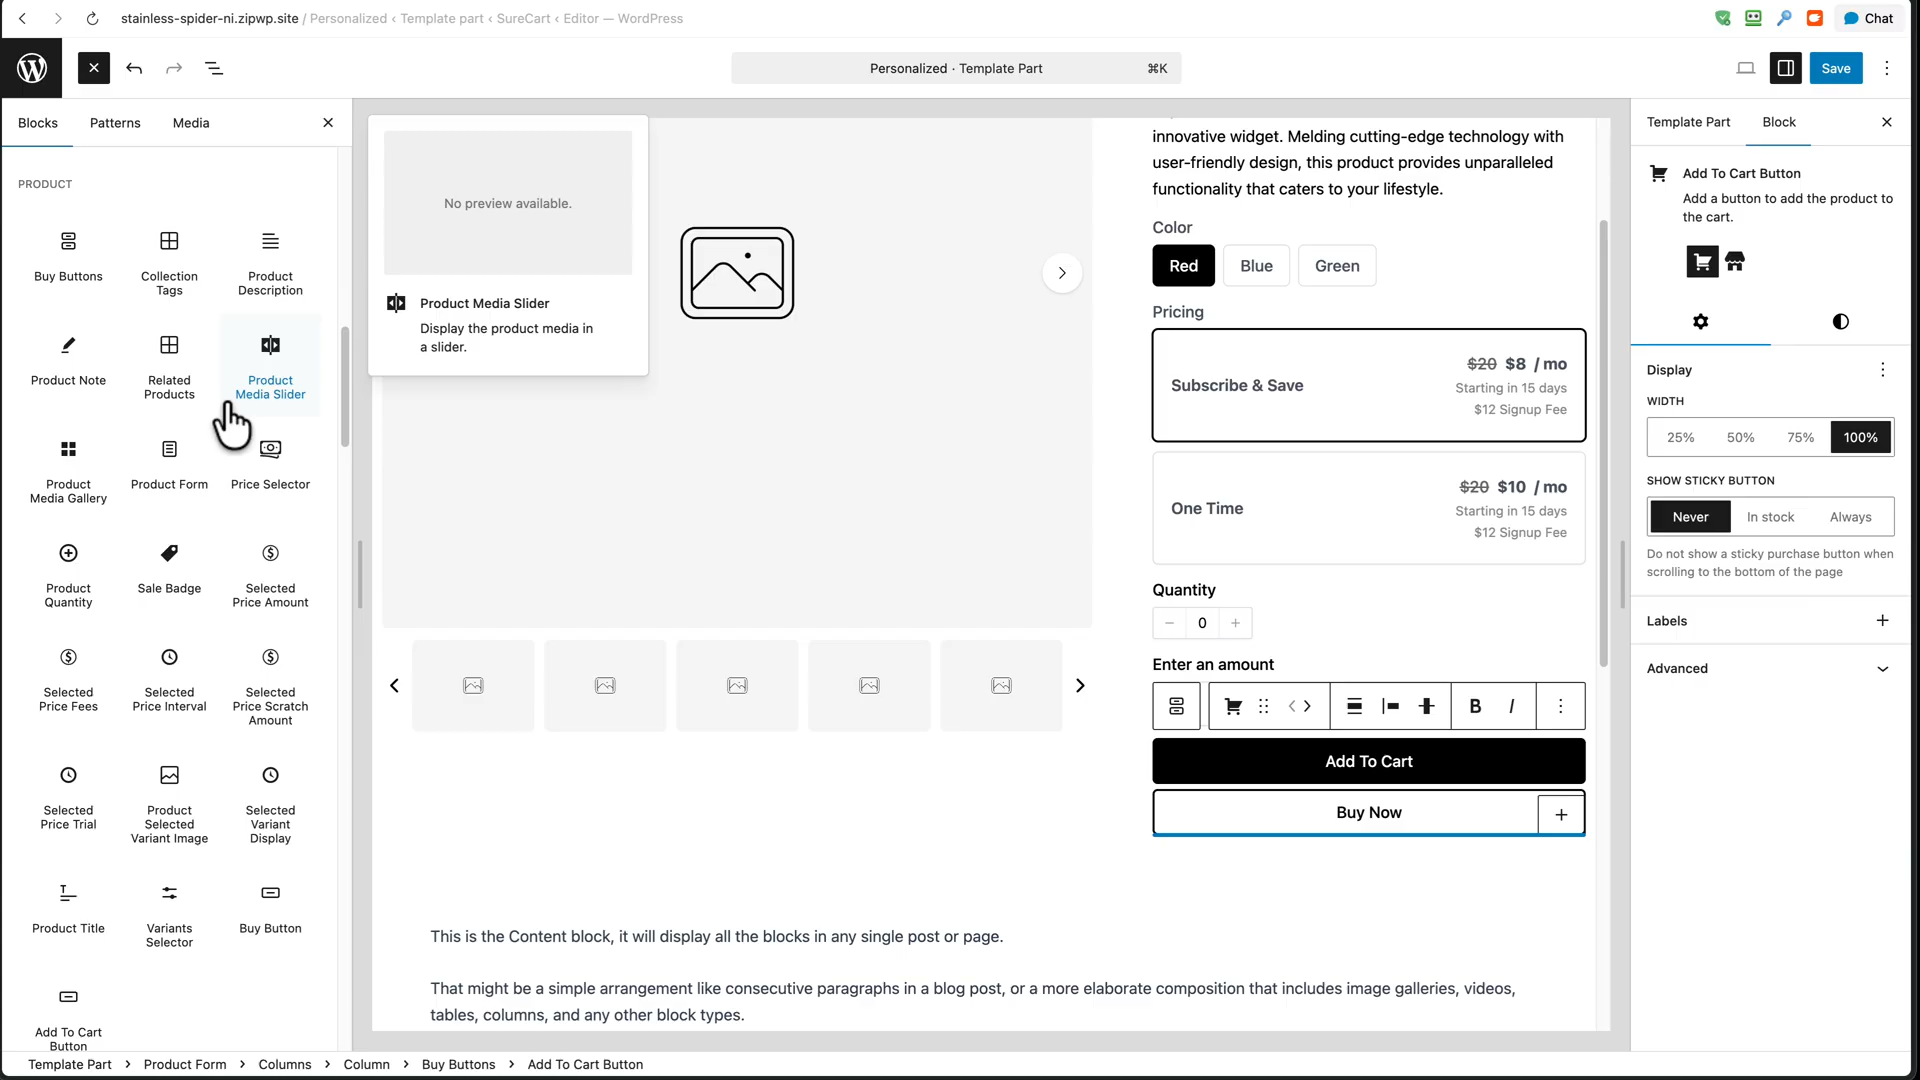 stainless-spider-ni.zipwp.site / Personalized ‹ Template part ‹ SureCart ‹ Editor — WordPress
Chat
Personalized · Template Part
⌘K
Save
Blocks
Patterns
Media
PRODUCT
Buy Buttons
Collection
Tags
Product
Description
Product Note
Related
Products
Product
Media Slider
Product
Media Gallery
Product Form
Price Selector
Product
Quantity
Sale Badge
Selected
Price Amount
Selected
Price Fees
Selected
Price Interval
Selected
Price Scratch
Amount
Selected
Price Trial
Product
Selected
Variant Image
Selected
Variant
Display
Product Title
Variants
Selector
Buy Button
Add To Cart
Button
No preview available.
Product Media Slider
Display the product media in
a slider.
innovative widget. Melding cutting-edge technology with
user-friendly design, this product provides unparalleled
functionality that caters to your lifestyle.
Color
Red
Blue
Green
Pricing
Subscribe & Save
$20 $8 / mo
Starting in 15 days
$12 Signup Fee
One Time
$20 $10 / mo
Starting in 15 days
$12 Signup Fee
Quantity
0
Enter an amount
B
I
Add To Cart
Buy Now
This is the Content block, it will display all the blocks in any single post or page.
That might be a simple arrangement like consecutive paragraphs in a blog post, or a more elaborate composition that includes image galleries, videos,
tables, columns, and any other block types.
Template Part
Block
Add To Cart Button
Add a button to add the product to
the cart.
Display
WIDTH
25%
50%
75%
100%
SHOW STICKY BUTTON
Never
In stock
Always
Do not show a sticky purchase button when
scrolling to the bottom of the page
Labels
Advanced
Template Part › Product Form › Columns › Column › Buy Buttons › Add To Cart Button